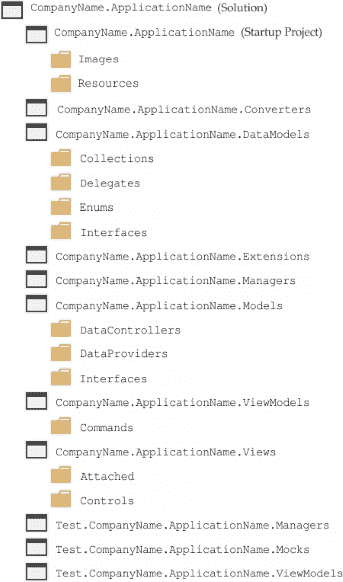 CompanyName.ApplicationName (Solution)
CompanyName.ApplicationName (Startup Project)
Images
Resources
CompanyName.ApplicationName.Converters
CompanyName.ApplicationName.DataModels
Collections
Delegates
Enums
Interfaces
CompanyName.ApplicationName.Extensions
CompanyName.ApplicationName.Managers
CompanyName.ApplicationName.Models
DataControllers
DataProviders
Interfaces
CompanyName.ApplicationName.ViewModels
Commands
CompanyName.ApplicationName.Views
Attached
Controls
Test.CompanyName.ApplicationName.Managers
Test.CompanyName.ApplicationName.Mocks
Test.CompanyName.ApplicationName.ViewModels